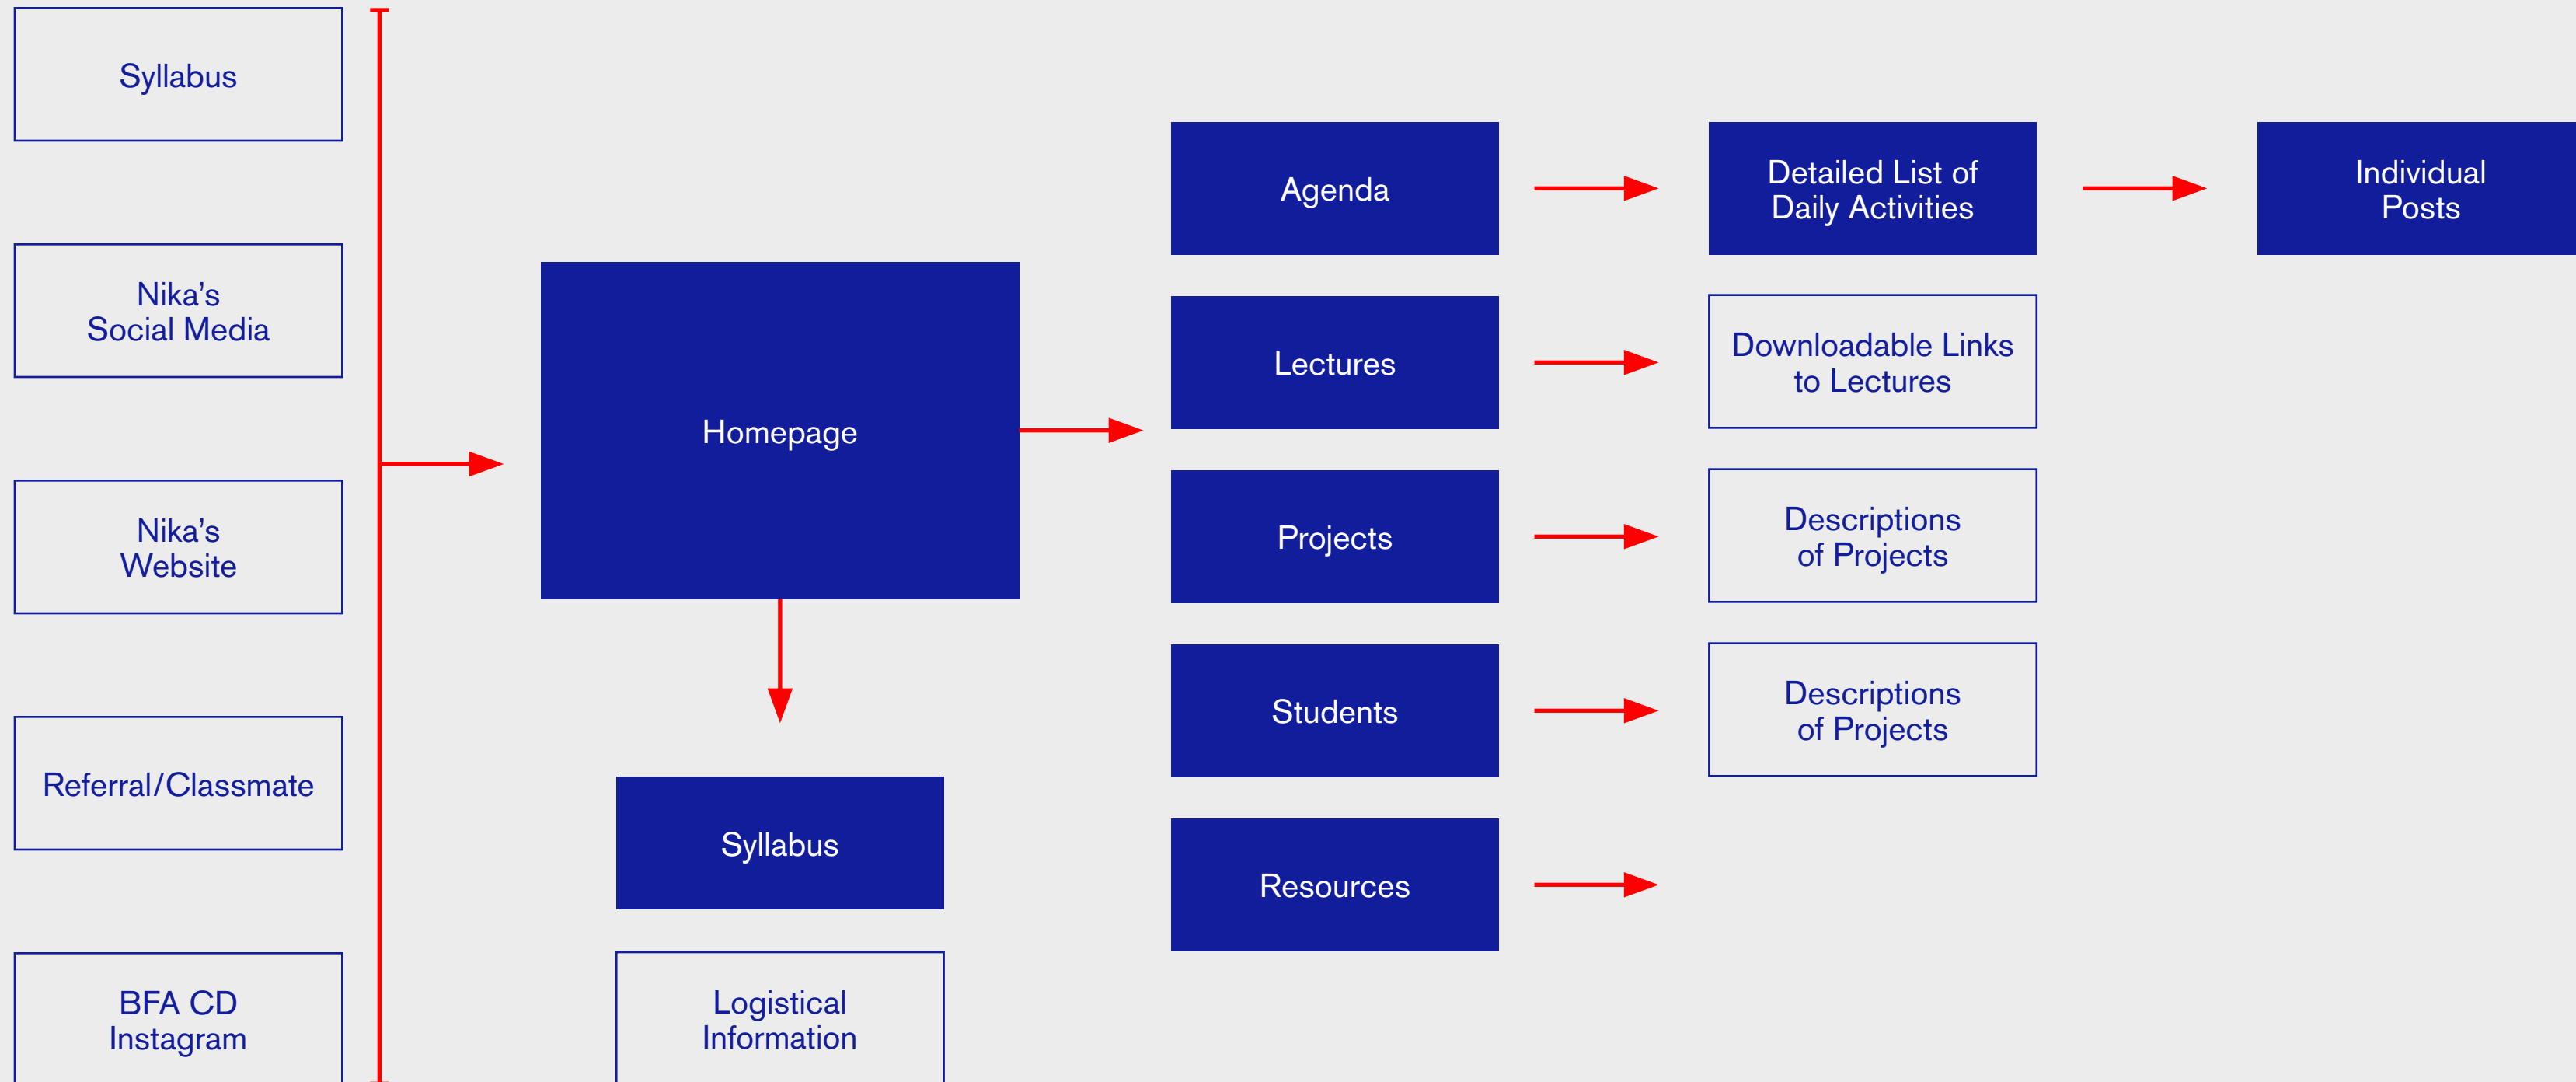 Syllabus
Nika’s
Social Media
Nika’s
Website
Referral/Classmate
BFA CD
Instagram
Homepage
Syllabus
Logistical
Information
Agenda
Lectures
Projects
Students
Resources
Detailed List of
Daily Activities
Downloadable Links
to Lectures
Descriptions
of Projects
Descriptions
of Projects
Individual
Posts